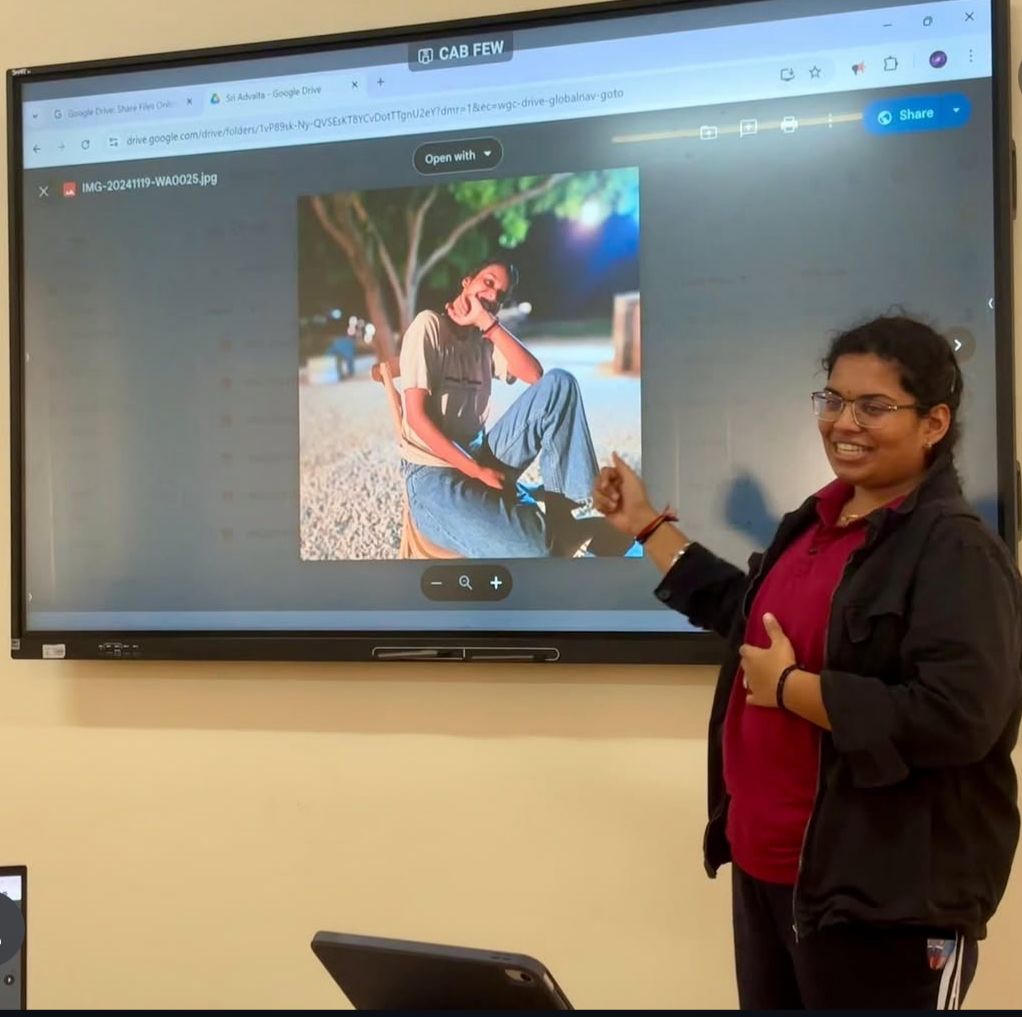 CAB FEW
Google Drive: Share Files Onli
Sri Advaita - Google Drive
drive.google.com/drive/folders/1vP89sk-Ny-QVSEsKT8YCvDotTTgnU2eY?dmr=1&ec=wgc-drive-globalnav-goto
Open with
Share
IMG-20241119-WA0025.jpg